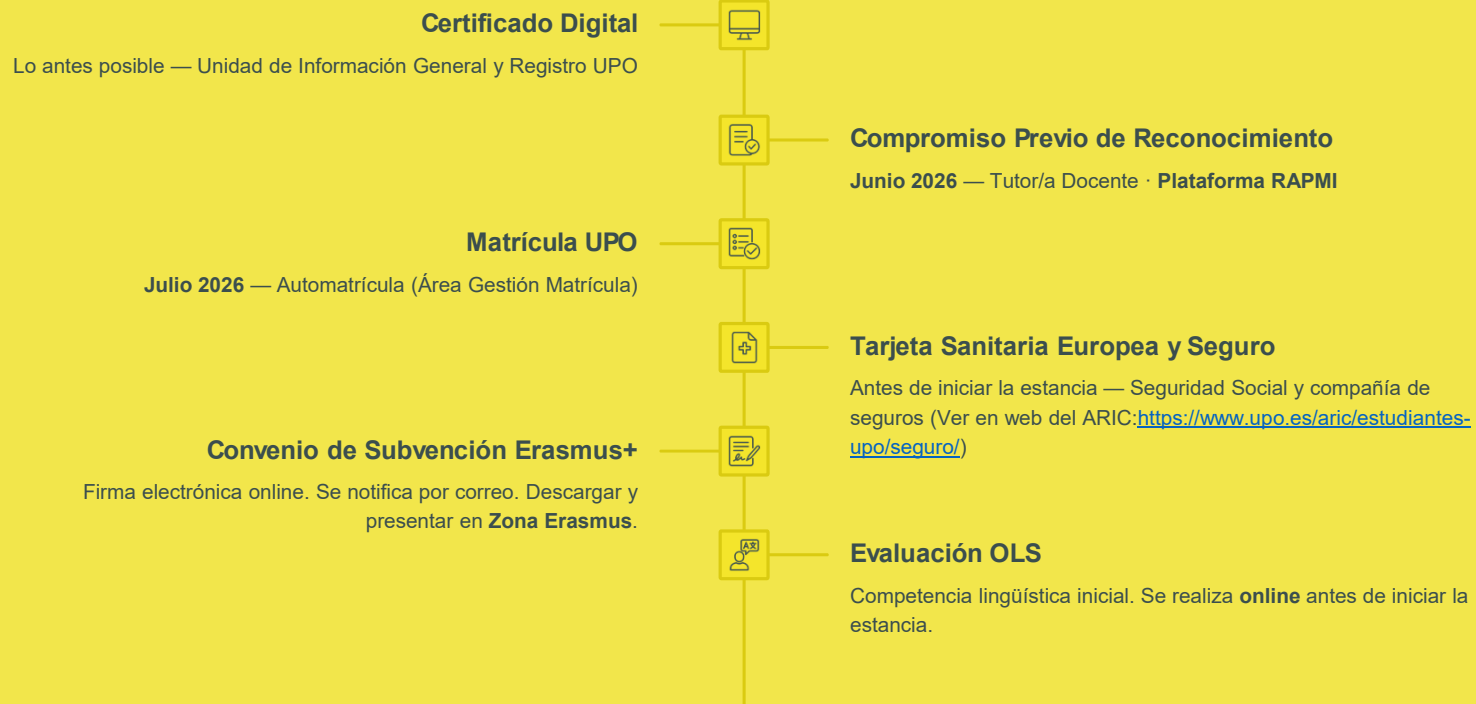 Certificado Digital
Lo antes posible — Unidad de Información General y Registro UPO
Compromiso Previo de Reconocimiento
Junio 2026 — Tutor/a Docente · Plataforma RAPMI
Matrícula UPO
Julio 2026 — Automatrícula (Área Gestión Matrícula)
Tarjeta Sanitaria Europea y Seguro
Antes de iniciar la estancia — Seguridad Social y compañía de
seguros (Ver en web del ARIC:https://www.upo.es/aric/estudiantes-
upo/seguro/)
Convenio de Subvención Erasmus+
Firma electrónica online. Se notifica por correo. Descargar y
presentar en Zona Erasmus.
Evaluación OLS
Competencia lingüística inicial. Se realiza online antes de iniciar la
estancia.